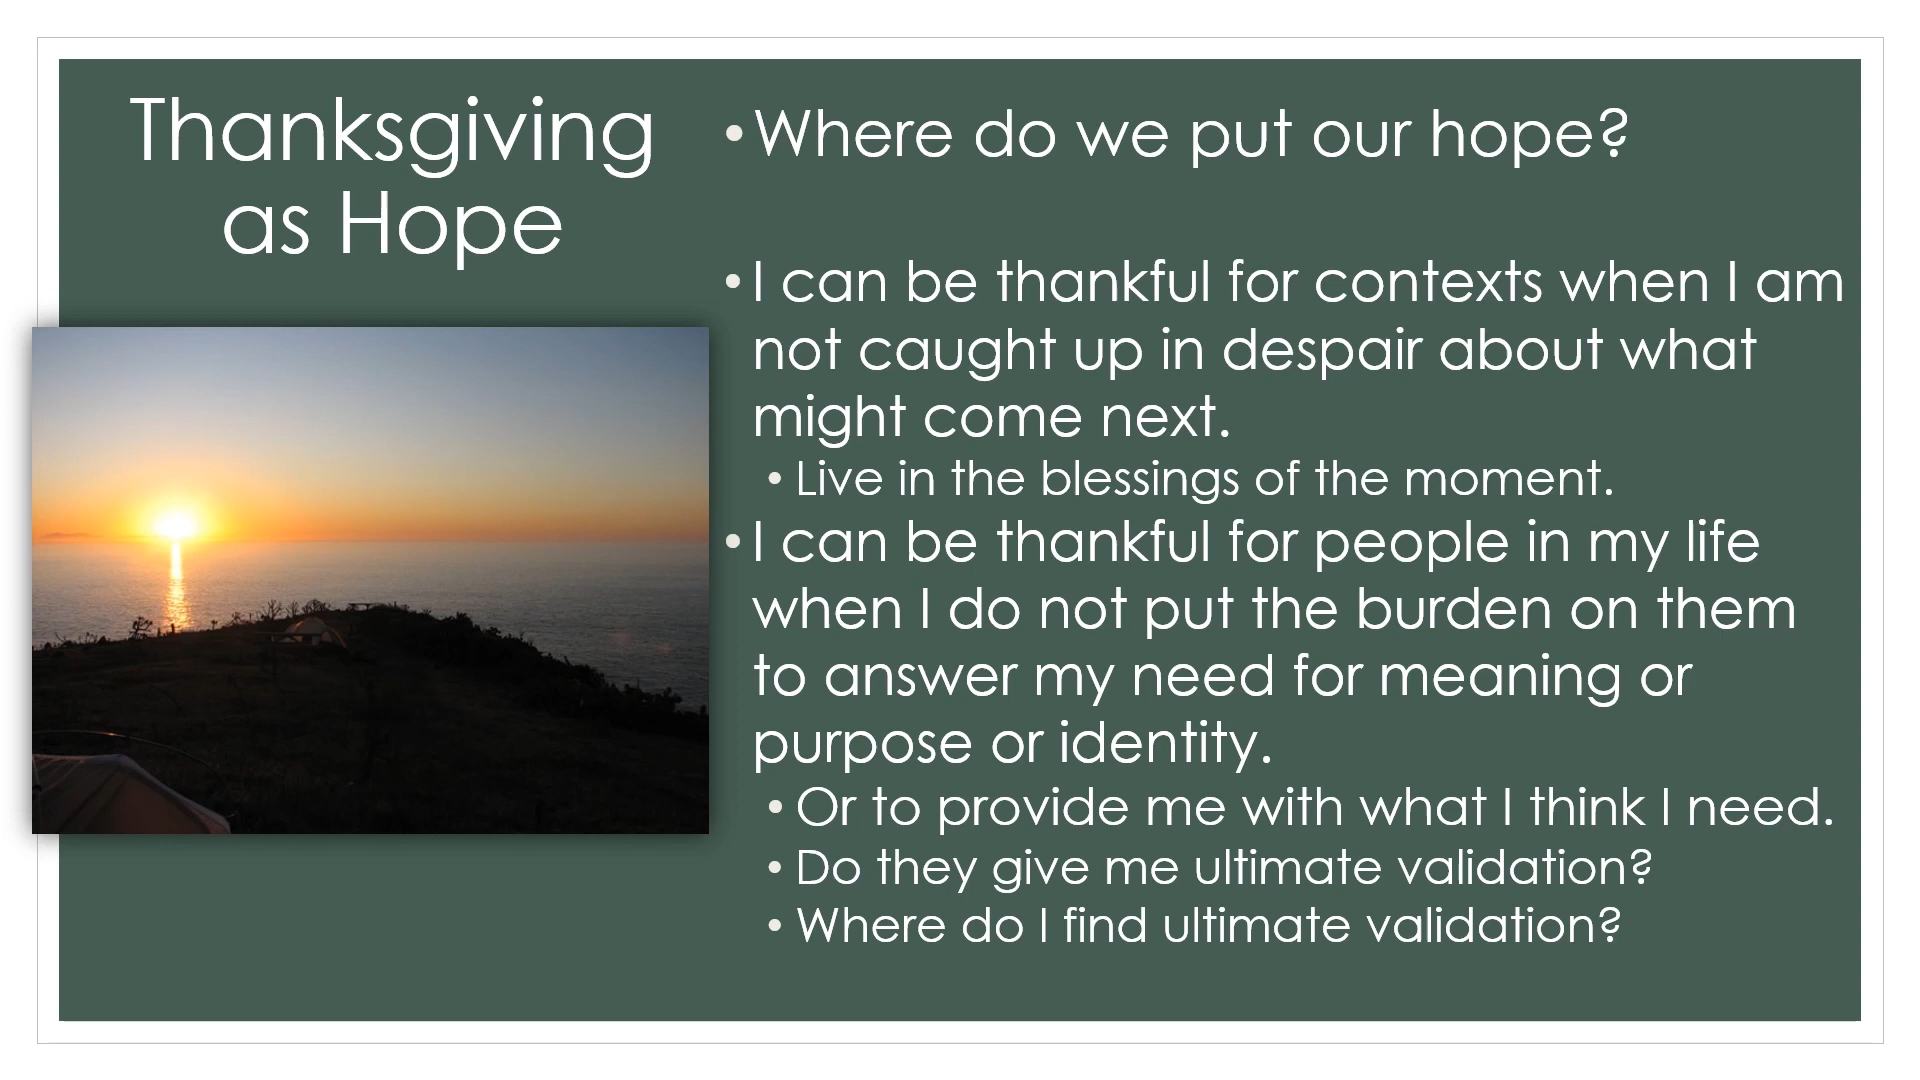 Thanksgiving
as Hope
• Where do we put our hope?
• I can be thankful for contexts when I am
not caught up in despair about what
might come next.
• Live in the blessings of the moment.
• I can be thankful for people in my life
when I do not put the burden on them
to answer my need for meaning or
purpose or identity.
• Or to provide me with what I think I need.
• Do they give me ultimate validation?
• Where do I find ultimate validation?